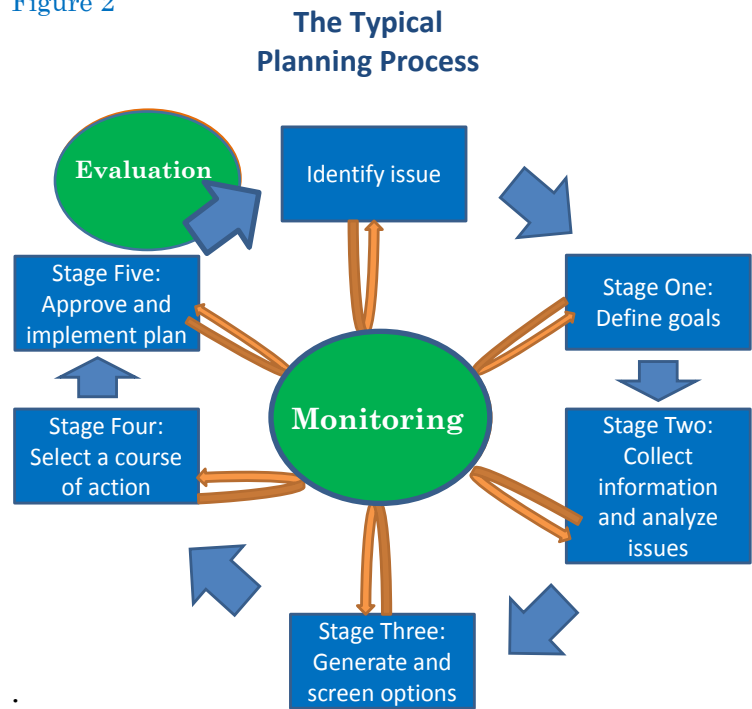 Figure 2
The Typical
Planning Process
Evaluation
Identify issue
Stage Five:
Approve and
implement plan
Stage One:
Define goals
Monitoring
Stage Four:
Select a course
of action
Stage Two:
Collect
information
and analyze
issues
Stage Three:
Generate and
screen options
.